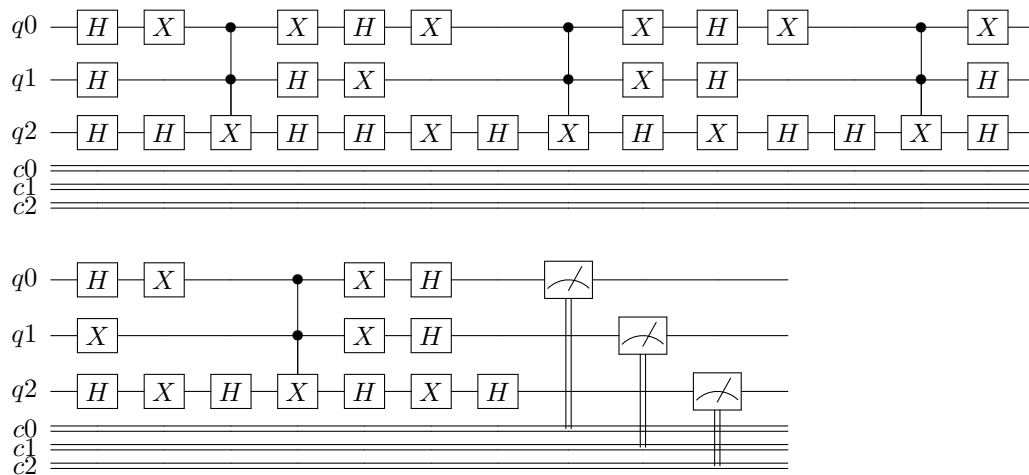 q0 H X X H X X H X X
q1 H H X X H H
q2 H H X H H X H X H X H H X H
c0
c1
c2
q0 H X X H
q1 X X H
q2 H X H X H X H
c0
c1
c2